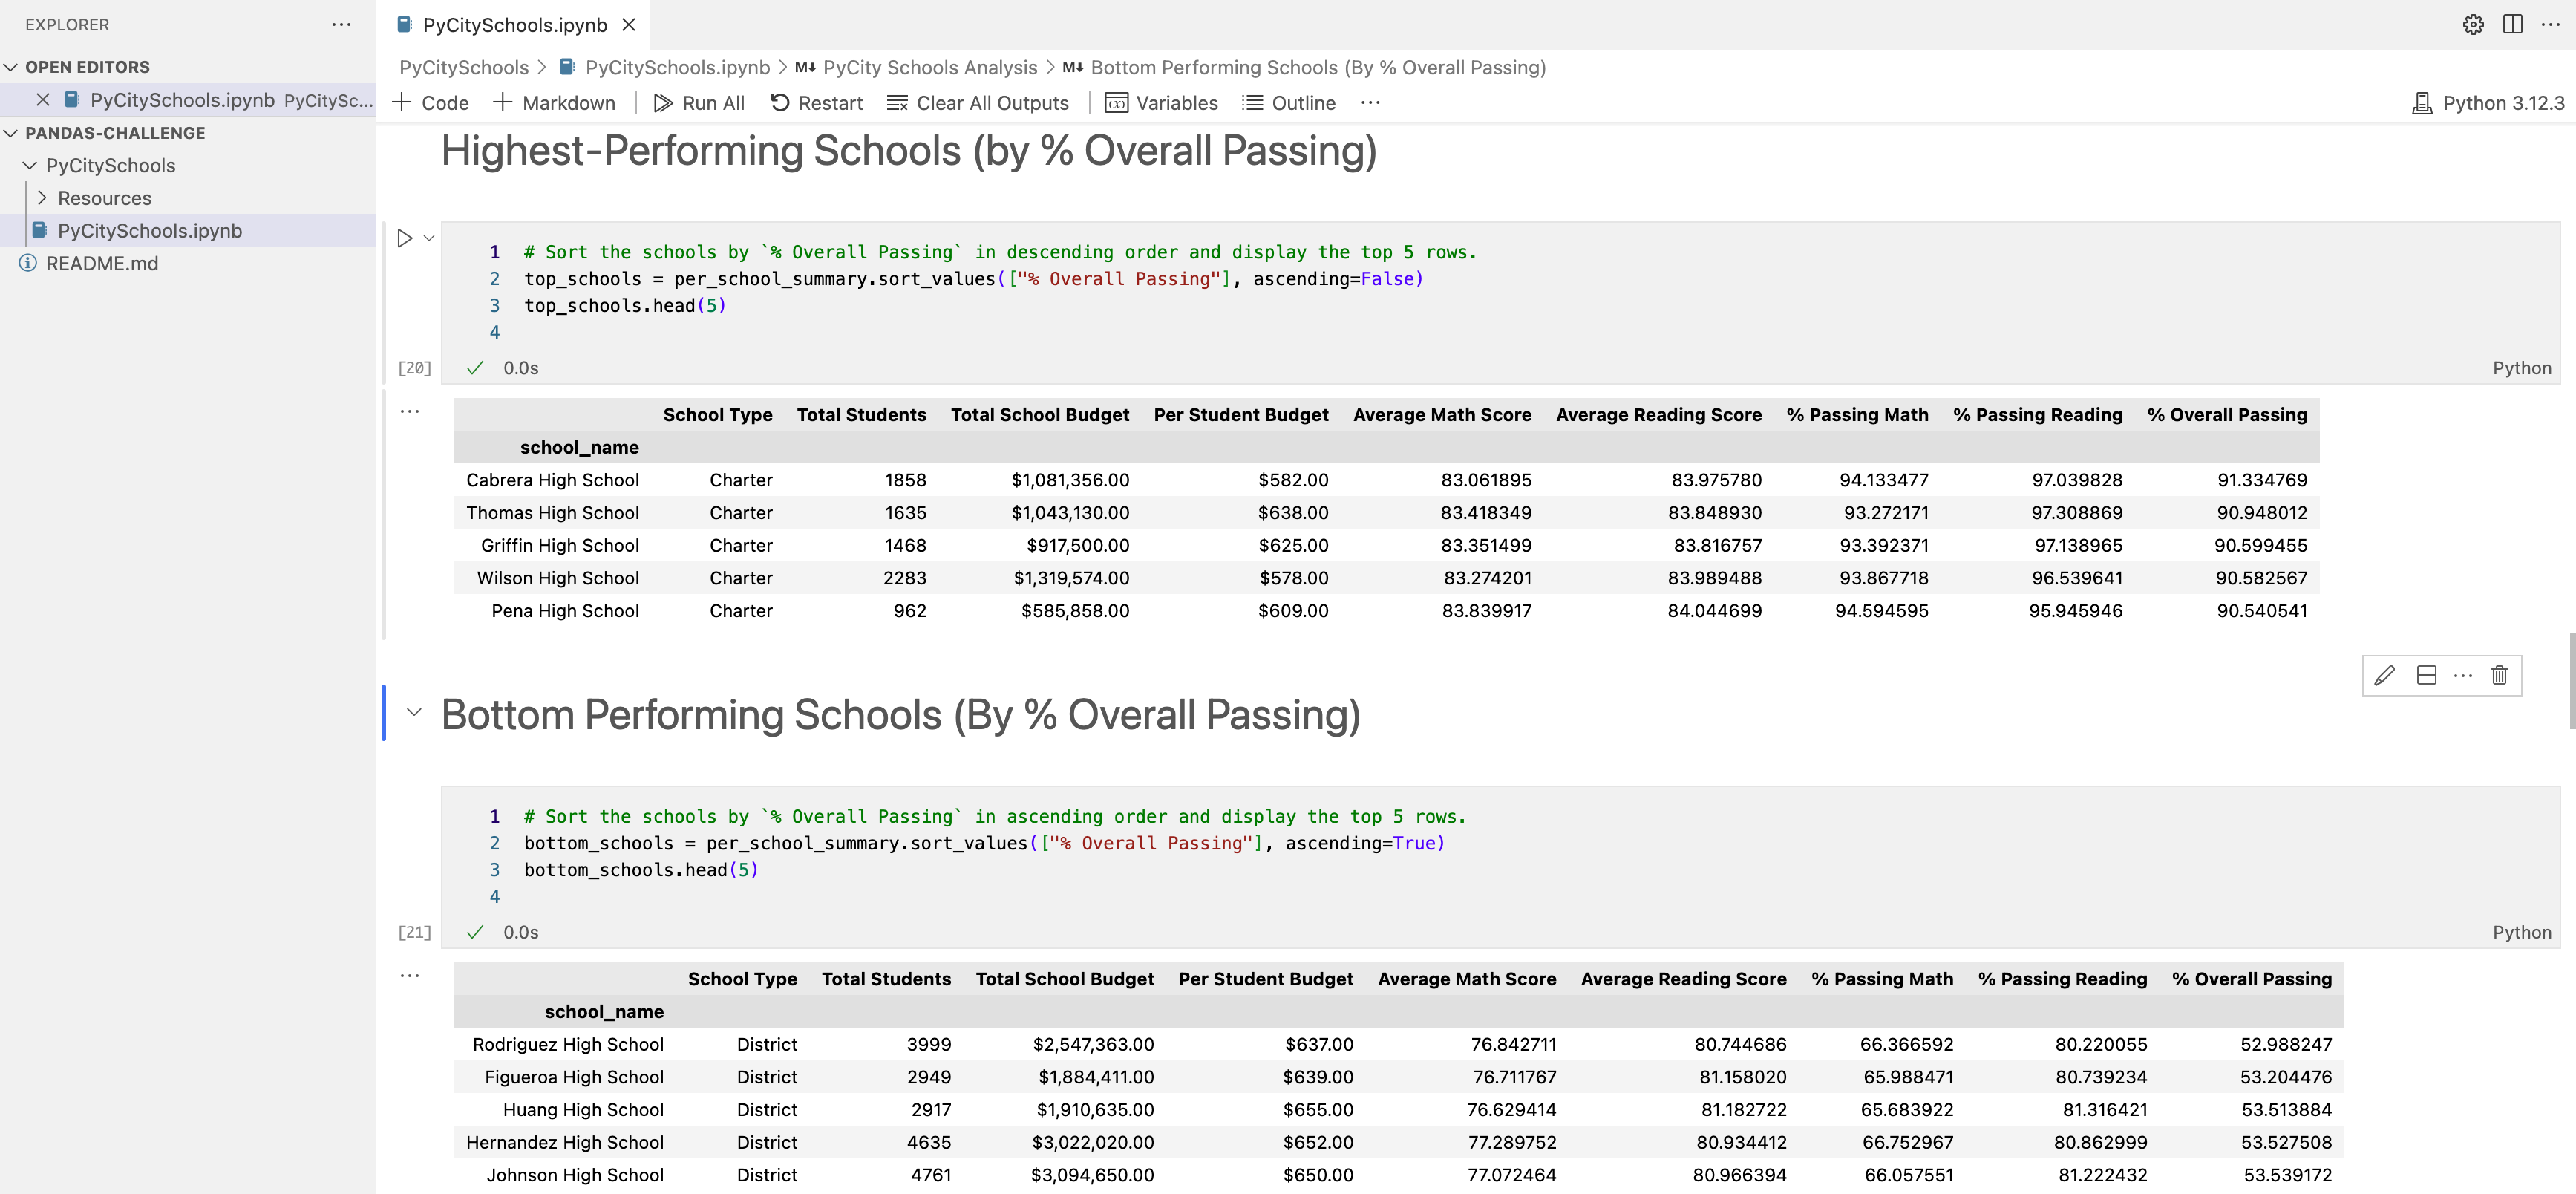 EXPLORER
OPEN EDITORS
PyCitySchools.ipynb PyCitySc...
PANDAS-CHALLENGE
PyCitySchools
Resources
PyCitySchools.ipynb
README.md
PyCitySchools.ipynb
PyCitySchools > PyCitySchools.ipynb > M↓ PyCity Schools Analysis > M↓ Bottom Performing Schools (By % Overall Passing)
+ Code + Markdown | Run All Restart Clear All Outputs | Variables Outline ... Python 3.12.3
Highest-Performing Schools (by % Overall Passing)
1 # Sort the schools by `% Overall Passing` in descending order and display the top 5 rows.
2 top_schools = per_school_summary.sort_values(["% Overall Passing"], ascending=False)
3 top_schools.head(5)
4
[20] ✓ 0.0s Python
School Type Total Students Total School Budget Per Student Budget Average Math Score Average Reading Score % Passing Math % Passing Reading % Overall Passing
school_name
Cabrera High School Charter 1858 $1,081,356.00 $582.00 83.061895 83.975780 94.133477 97.039828 91.334769
Thomas High School Charter 1635 $1,043,130.00 $638.00 83.418349 83.848930 93.272171 97.308869 90.948012
Griffin High School Charter 1468 $917,500.00 $625.00 83.351499 83.816757 93.392371 97.138965 90.599455
Wilson High School Charter 2283 $1,319,574.00 $578.00 83.274201 83.989488 93.867718 96.539641 90.582567
Pena High School Charter 962 $585,858.00 $609.00 83.839917 84.044699 94.594595 95.945946 90.540541
Bottom Performing Schools (By % Overall Passing)
1 # Sort the schools by `% Overall Passing` in ascending order and display the top 5 rows.
2 bottom_schools = per_school_summary.sort_values(["% Overall Passing"], ascending=True)
3 bottom_schools.head(5)
4
[21] ✓ 0.0s Python
School Type Total Students Total School Budget Per Student Budget Average Math Score Average Reading Score % Passing Math % Passing Reading % Overall Passing
school_name
Rodriguez High School District 3999 $2,547,363.00 $637.00 76.842711 80.744686 66.366592 80.220055 52.988247
Figueroa High School District 2949 $1,884,411.00 $639.00 76.711767 81.158020 65.988471 80.739234 53.204476
Huang High School District 2917 $1,910,635.00 $655.00 76.629414 81.182722 65.683922 81.316421 53.513884
Hernandez High School District 4635 $3,022,020.00 $652.00 77.289752 80.934412 66.752967 80.862999 53.527508
Johnson High School District 4761 $3,094,650.00 $650.00 77.072464 80.966394 66.057551 81.222432 53.539172